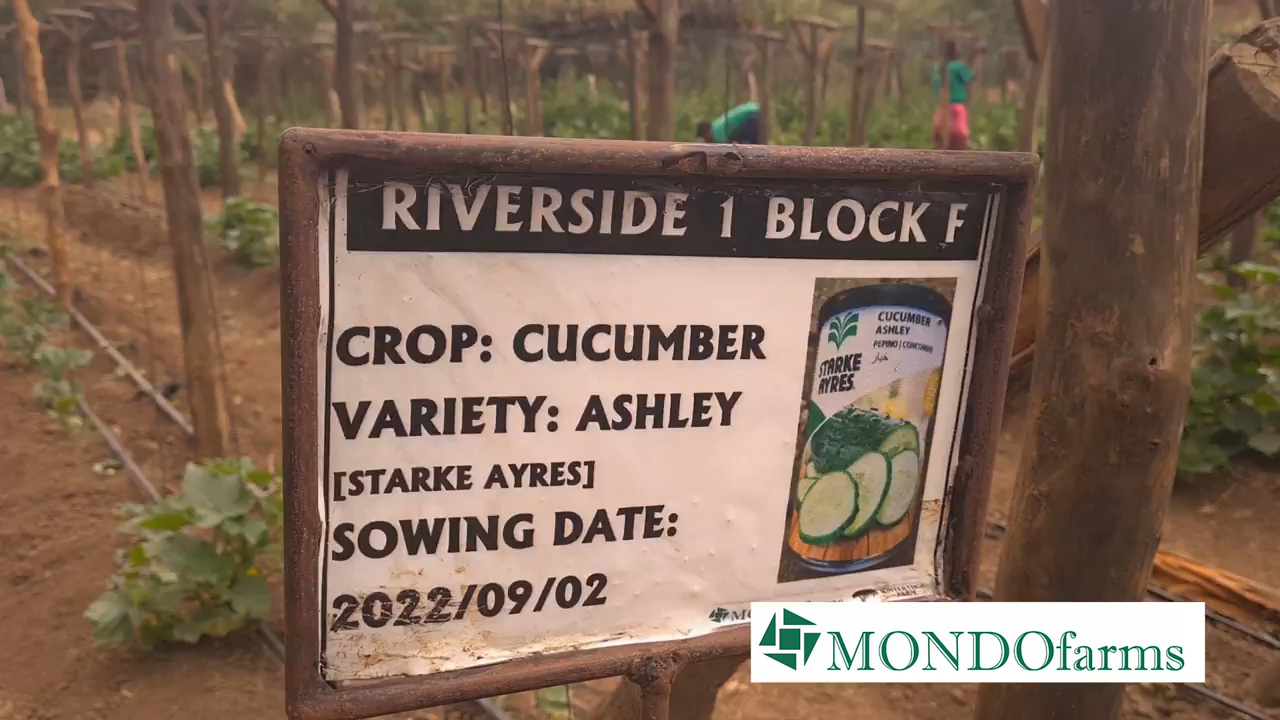 RIVERSIDE 1 BLOCK F
CROP: CUCUMBER
VARIETY: ASHLEY
[STARKE AYRES]
SOWING DATE:
2022/09/02
CUCUMBER
ASHLEY
PEPINO | CONCOMBRE
خيار
STARKE
AYRES
MONDOfarms